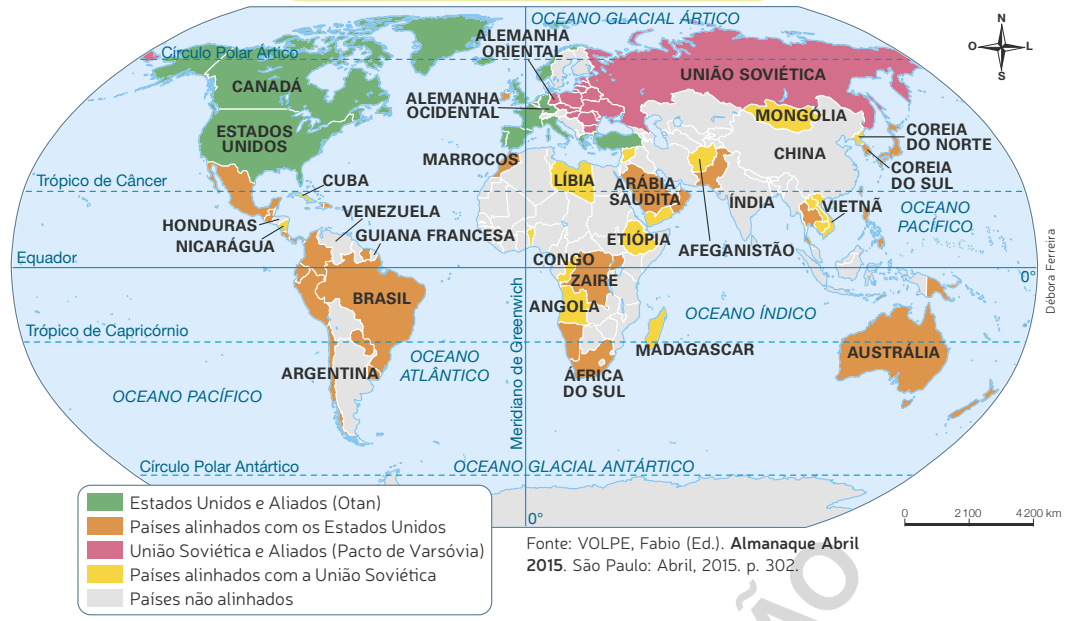 OCEANO GLACIAL ÁRTICO
ALEMANHA
ORIENTAL
Círculo Polar Ártico
N
O
L
S
UNIÃO SOVIÉTICA
CANADÁ
ALEMANHA
OCIDENTAL
MONGÓLIA
ESTADOS
UNIDOS
COREIA
DO NORTE
CHINA
MARROCOS
COREIA
DO SUL
Trópico de Câncer
CUBA
LÍBIA
ARÁBIA
SAUDITA
ÍNDIA
VIETNÃ
OCEANO
PACÍFICO
HONDURAS
VENEZUELA
NICARÁGUA
GUIANA FRANCESA
ETIÓPIA
AFEGANISTÃO
Equador
CONGO
ZAIRE
0°
BRASIL
ANGOLA
OCEANO ÍNDICO
Trópico de Capricórnio
MADAGASCAR
AUSTRÁLIA
ARGENTINA
OCEANO
ATLÂNTICO
ÁFRICA
DO SUL
OCEANO PACÍFICO
Meridiano de Greenwich
Débora Ferreira
Círculo Polar Antártico
OCEANO GLACIAL ANTÁRTICO
0°
Estados Unidos e Aliados (Otan)
Países alinhados com os Estados Unidos
União Soviética e Aliados (Pacto de Varsóvia)
Países alinhados com a União Soviética
Países não alinhados
0 2100 4200 km
Fonte: VOLPE, Fabio (Ed.). Almanaque Abril
2015. São Paulo: Abril, 2015. p. 302.
ÃO